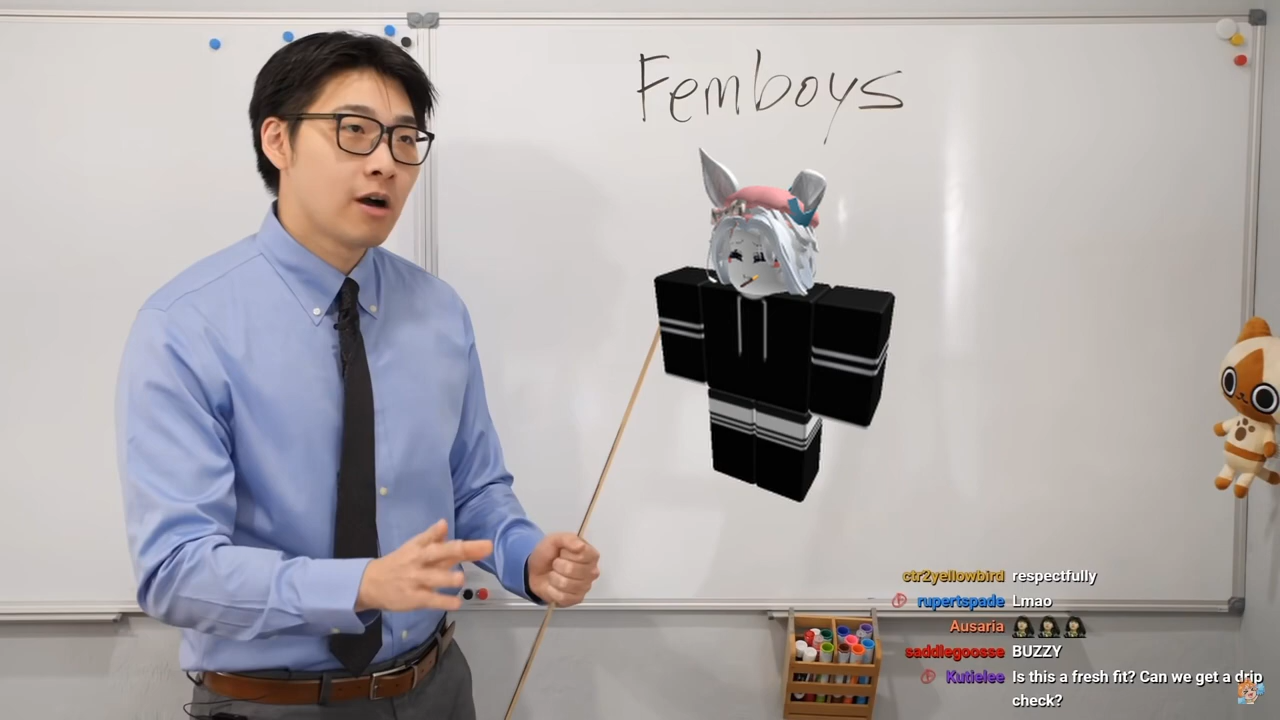 Femboys
ctr2yellowbird respectfully
rupertspade Lmao
Ausaria
saddlegoosse BUZZY
Kutielee Is this a fresh fit? Can we get a drip
check?